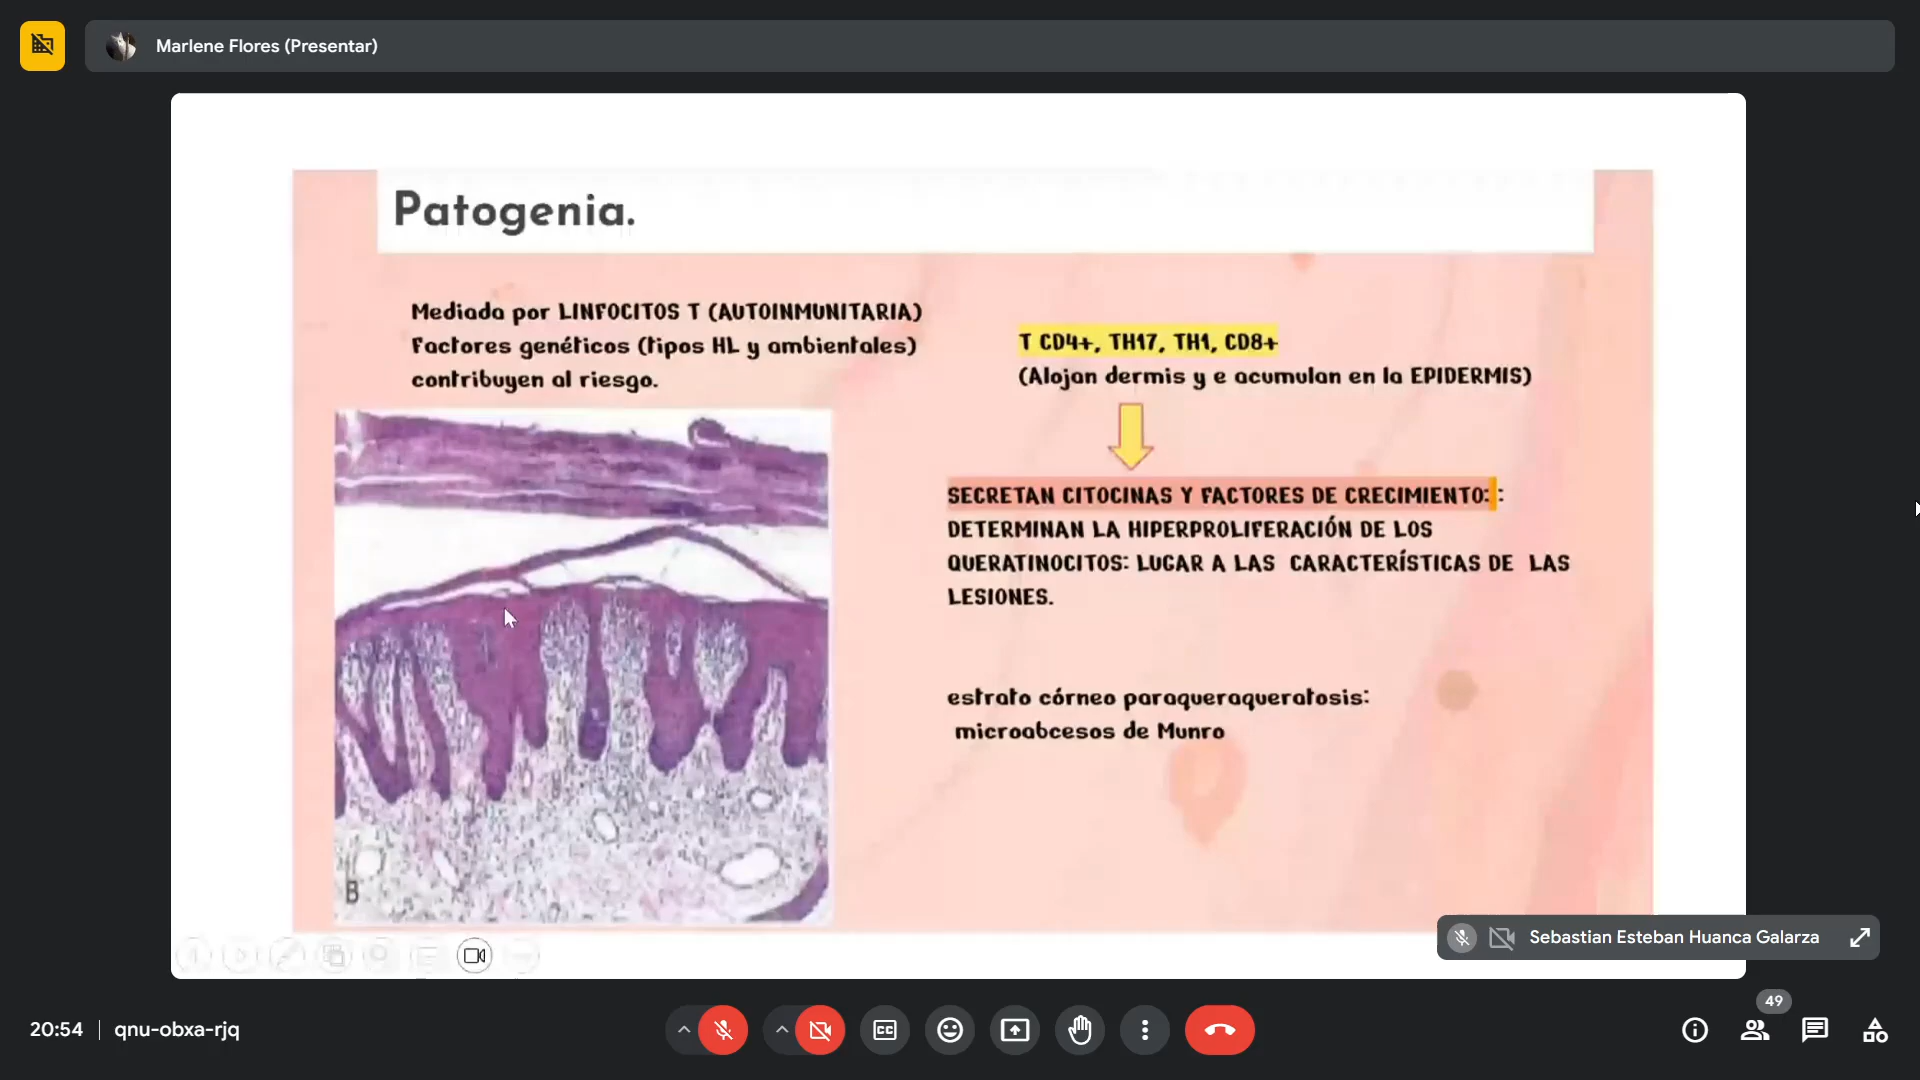 Marlene Flores (Presentar)
Patogenia.
Mediada por LINFOCITOS T (AUTOINMUNITARIA)
Factores genéticos (tipos HL y ambientales)
contribuyen al riesgo.
T CD4+, TH17, TH1, CD8+
(Alojan dermis y e acumulan en la EPIDERMIS)
SECRETAN CITOCINAS Y FACTORES DE CRECIMIENTO: :
DETERMINAN LA HIPERPROLIFERACIÓN DE LOS
QUERATINOCITOS: LUGAR A LAS CARACTERÍSTICAS DE LAS
LESIONES.
estrato córneo paraqueraqueratosis:
microabcesos de Munro
B
Sebastian Esteban Huanca Galarza
20:54 | qnu-obxa-rjq
CC
49